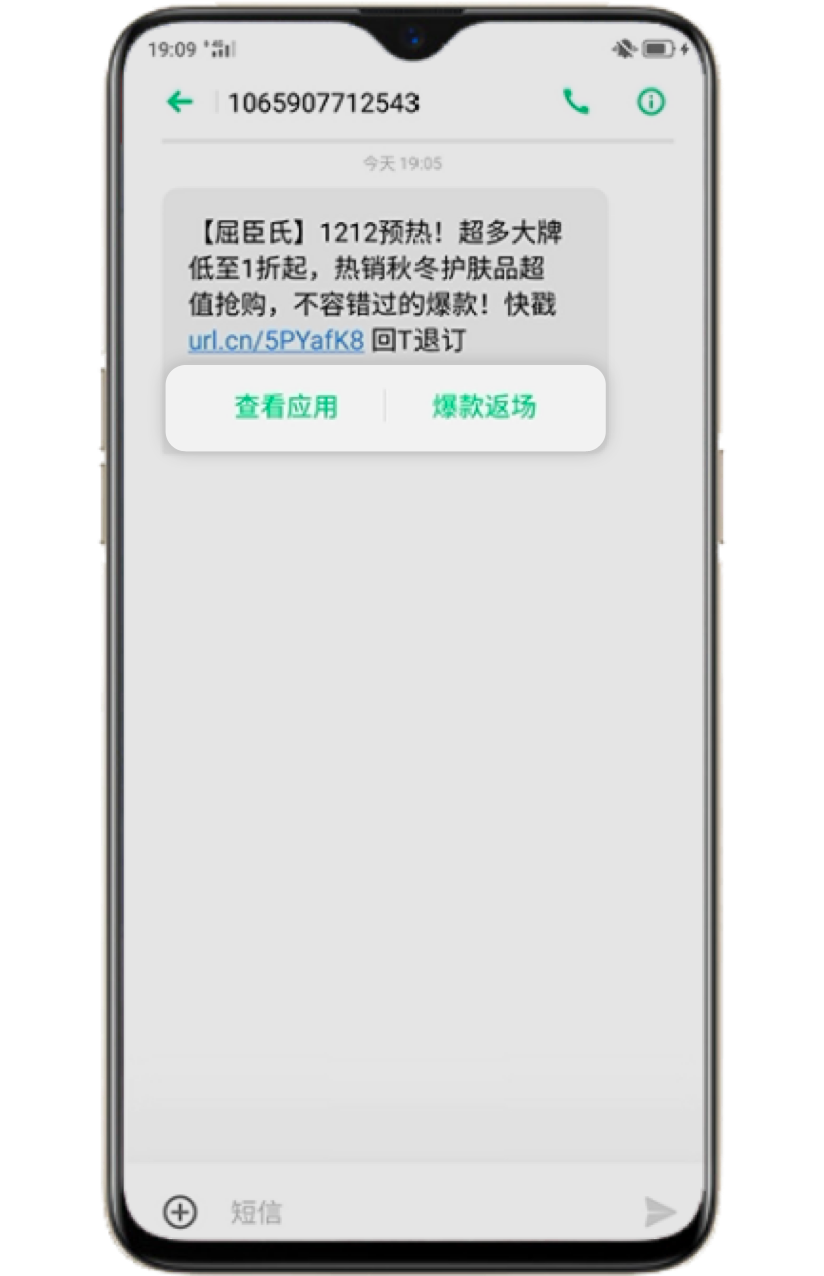 19:09
1065907712543
今天 19:05
【屈臣氏】1212预热！超多大牌
低至1折起，热销秋冬护肤品超
值抢购，不容错过的爆款！快戳
url.cn/5PYafK8 回T退订
查看应用 爆款返场
短信